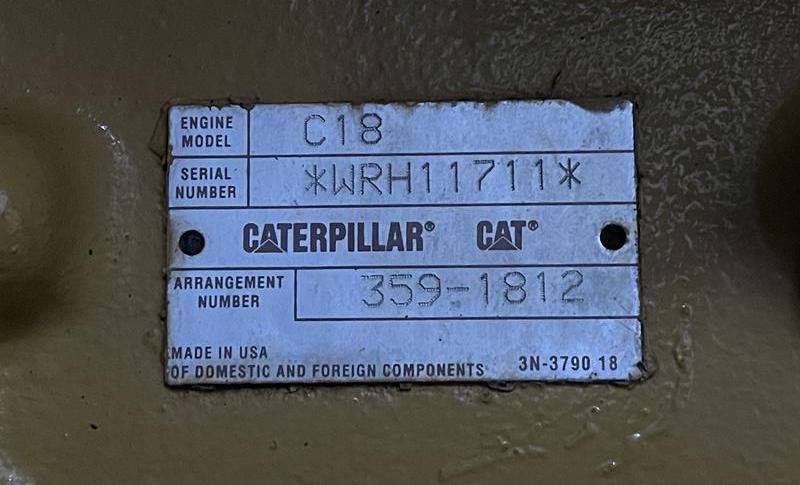 ENGINE MODEL C18
SERIAL NUMBER *WRH11711*
CATERPILLAR® CAT®
ARRANGEMENT NUMBER 359-1812
MADE IN USA
OF DOMESTIC AND FOREIGN COMPONENTS 3N-3790 18